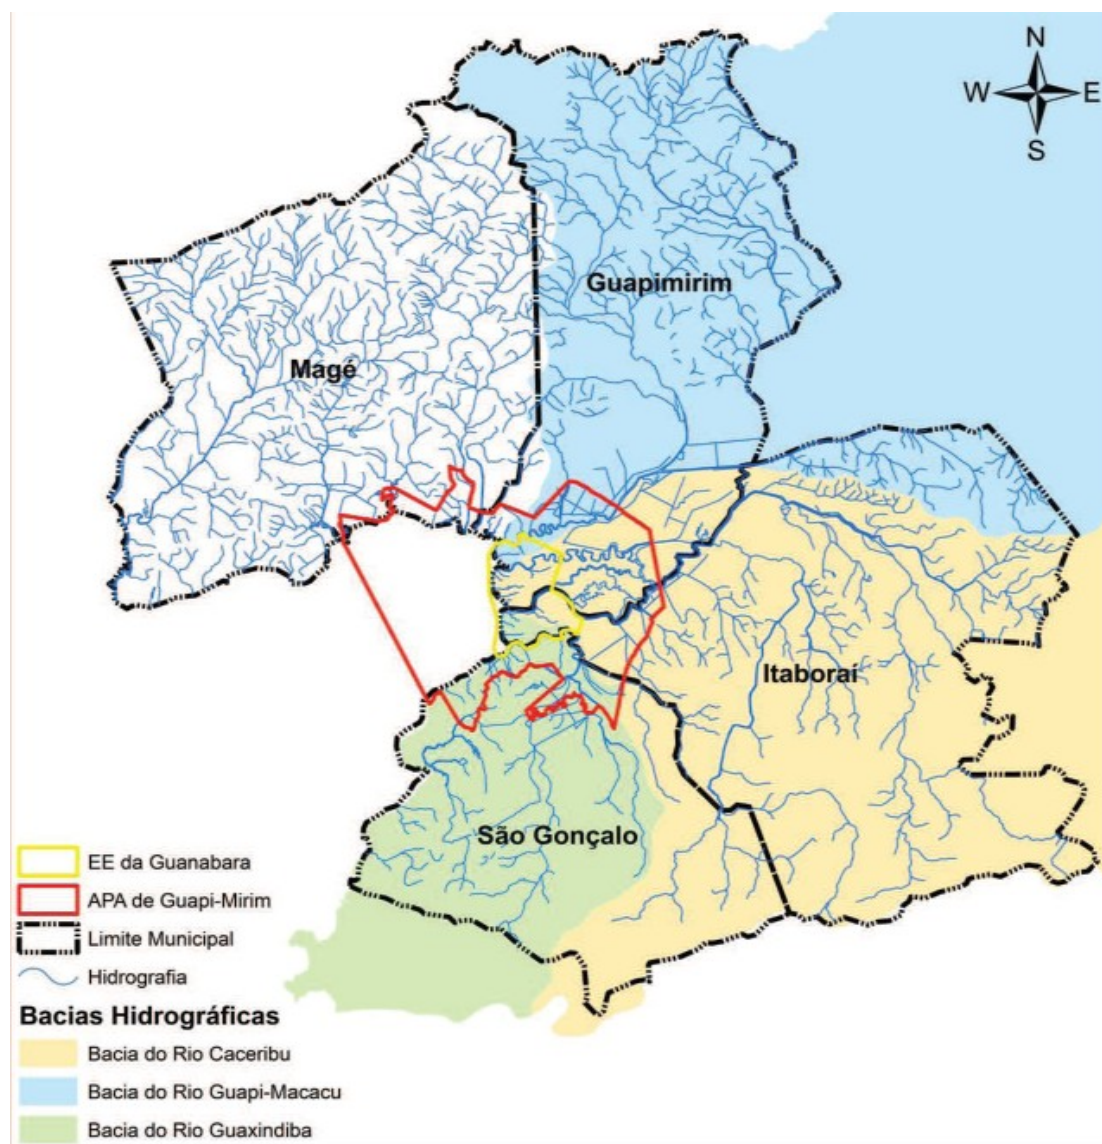 N
W E
S
Guapimirim
Magé
Itaboraí
São Gonçalo
EE da Guanabara
APA de Guapi-Mirim
Limite Municipal
Hidrografia
Bacias Hidrográficas
Bacia do Rio Caceribu
Bacia do Rio Guapi-Macacu
Bacia do Rio Guaxindiba